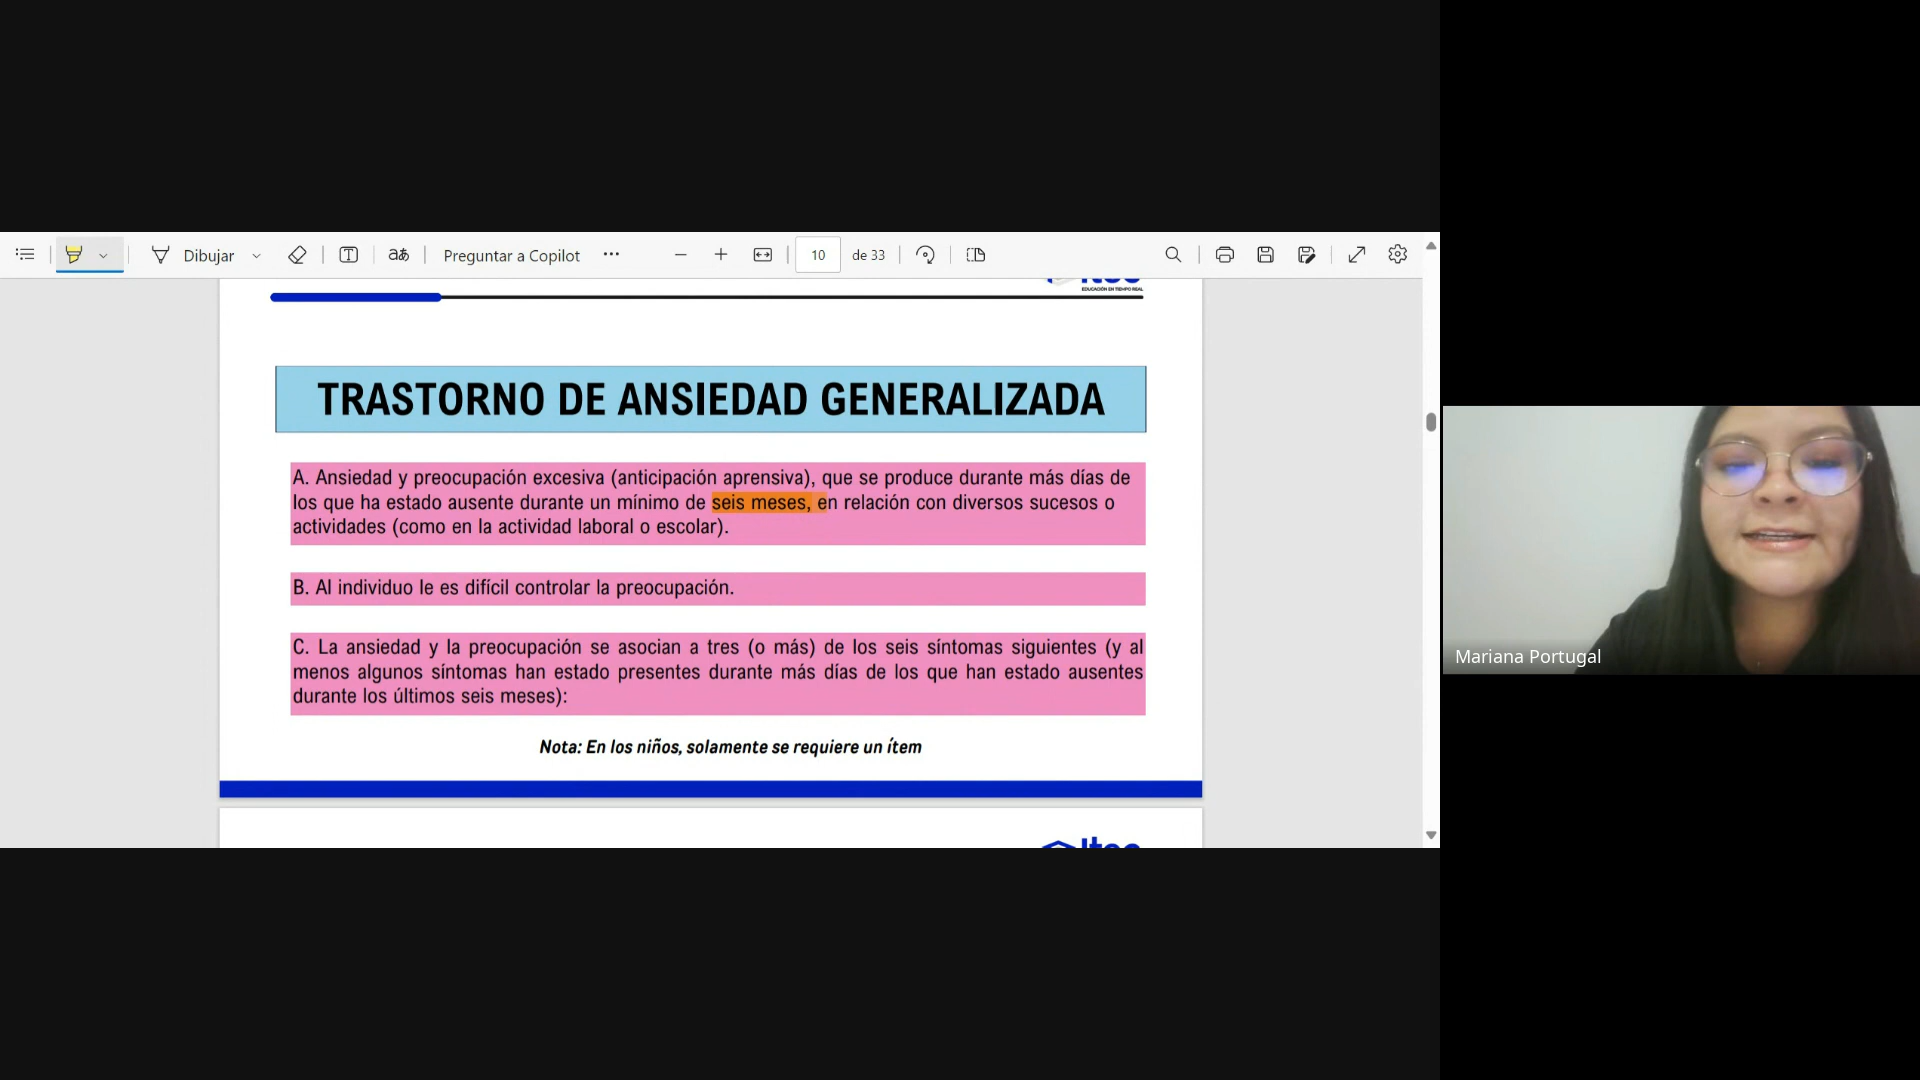 Dibujar
Preguntar a Copilot
10 de 33
EDUCACIÓN EN TIEMPO REAL
TRASTORNO DE ANSIEDAD GENERALIZADA
A. Ansiedad y preocupación excesiva (anticipación aprensiva), que se produce durante más días de
los que ha estado ausente durante un mínimo de seis meses, en relación con diversos sucesos o
actividades (como en la actividad laboral o escolar).
B. Al individuo le es difícil controlar la preocupación.
C. La ansiedad y la preocupación se asocian a tres (o más) de los seis síntomas siguientes (y al
menos algunos síntomas han estado presentes durante más días de los que han estado ausentes
durante los últimos seis meses):
Nota: En los niños, solamente se requiere un ítem
Mariana Portugal